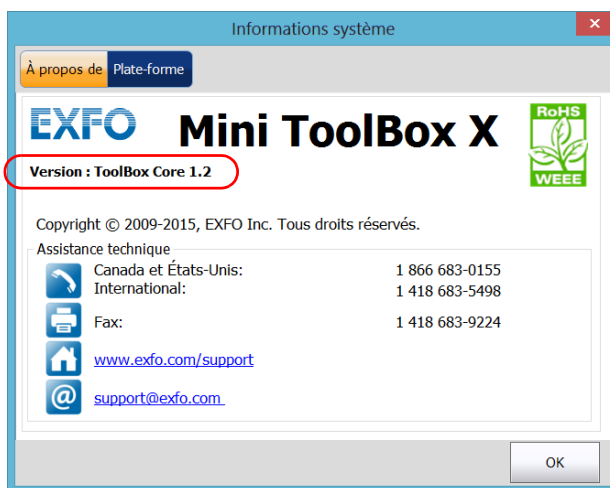 Informations système
À propos de Plate-forme
EXFO Mini ToolBox X
RoHS
WEEE
Version : ToolBox Core 1.2
Copyright © 2009-2015, EXFO Inc. Tous droits réservés.
Assistance technique
Canada et États-Unis: 1 866 683-0155
International: 1 418 683-5498
Fax: 1 418 683-9224
www.exfo.com/support
support@exfo.com
OK